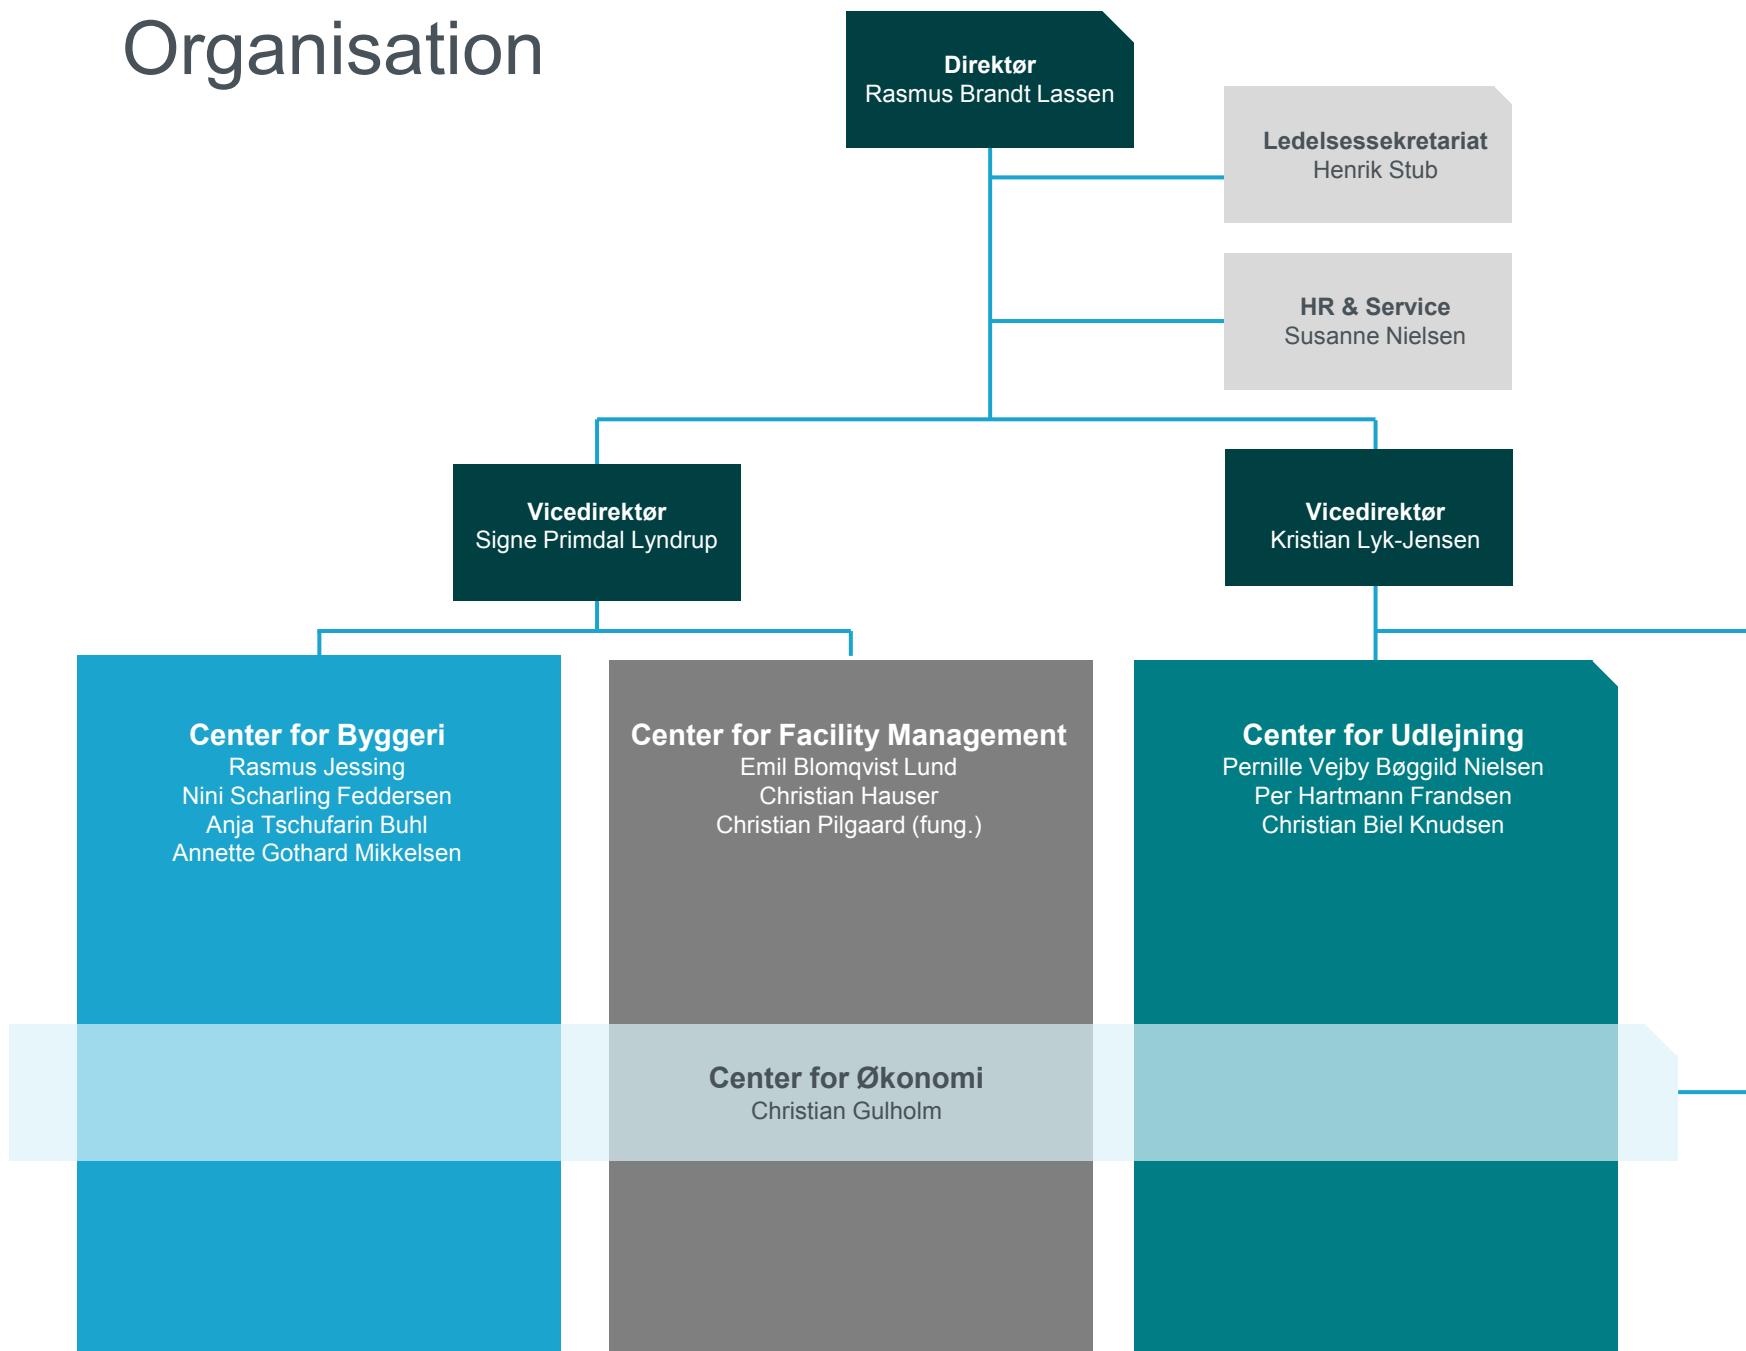 Organisation
Direktør
Rasmus Brandt Lassen
Ledelsessekretariat
Henrik Stub
HR & Service
Susanne Nielsen
Vicedirektør
Signe Primdal Lyndrup
Vicedirektør
Kristian Lyk-Jensen
Center for Byggeri
Rasmus Jessing
Nini Scharling Feddersen
Anja Tschufarin Buhl
Annette Gothard Mikkelsen
Center for Facility Management
Emil Blomqvist Lund
Christian Hauser
Christian Pilgaard (fung.)
Center for Udlejning
Pernille Vejby Bøggild Nielsen
Per Hartmann Frandsen
Christian Biel Knudsen
Center for Økonomi
Christian Gulholm